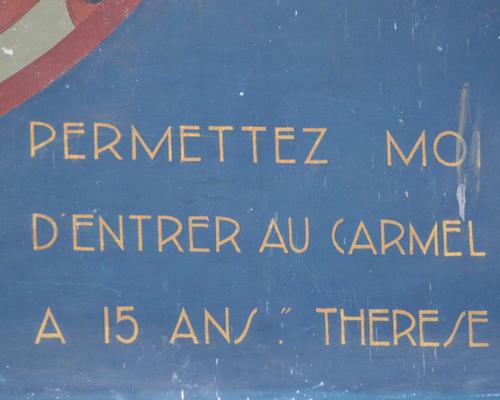 PERMETTEZ MOI
D'ENTRER AU CARMEL
A 15 ANS." THERESE